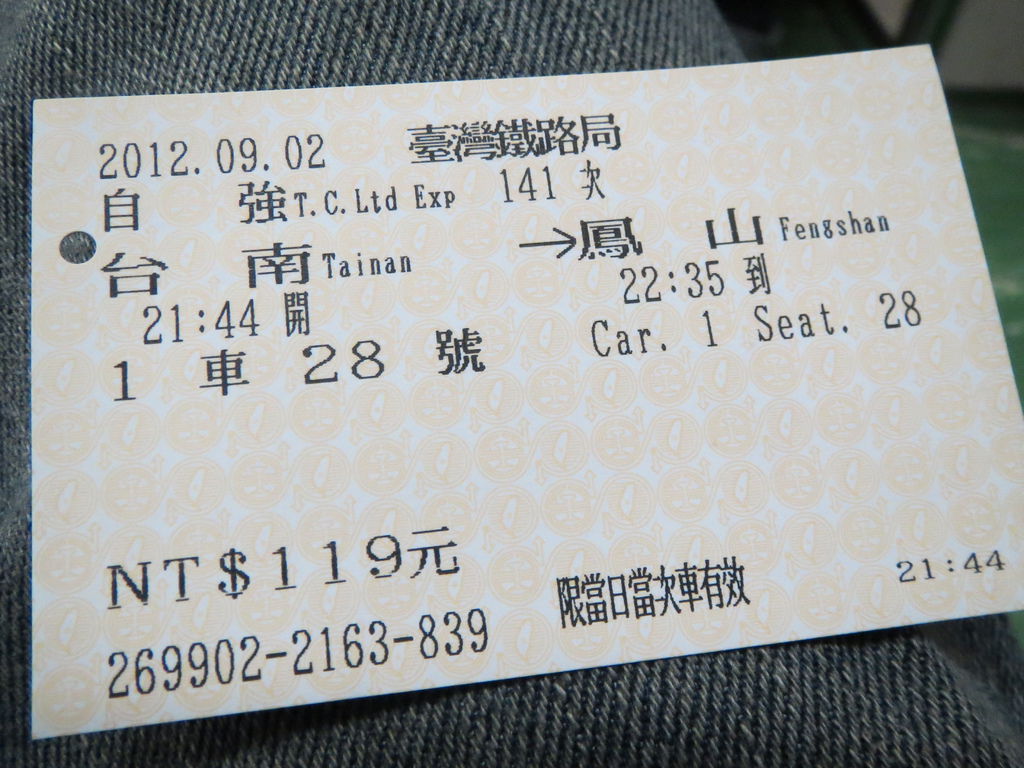 2012.09.02 臺灣鐵路局
自 強 T.C.Ltd Exp 141 次
台 南 Tainan → 鳳 山 Fengshan
21:44 開 22:35 到
1 車 28 號 Car. 1 Seat. 28
NT$119元
269902-2163-839 限當日當次車有效 21:44